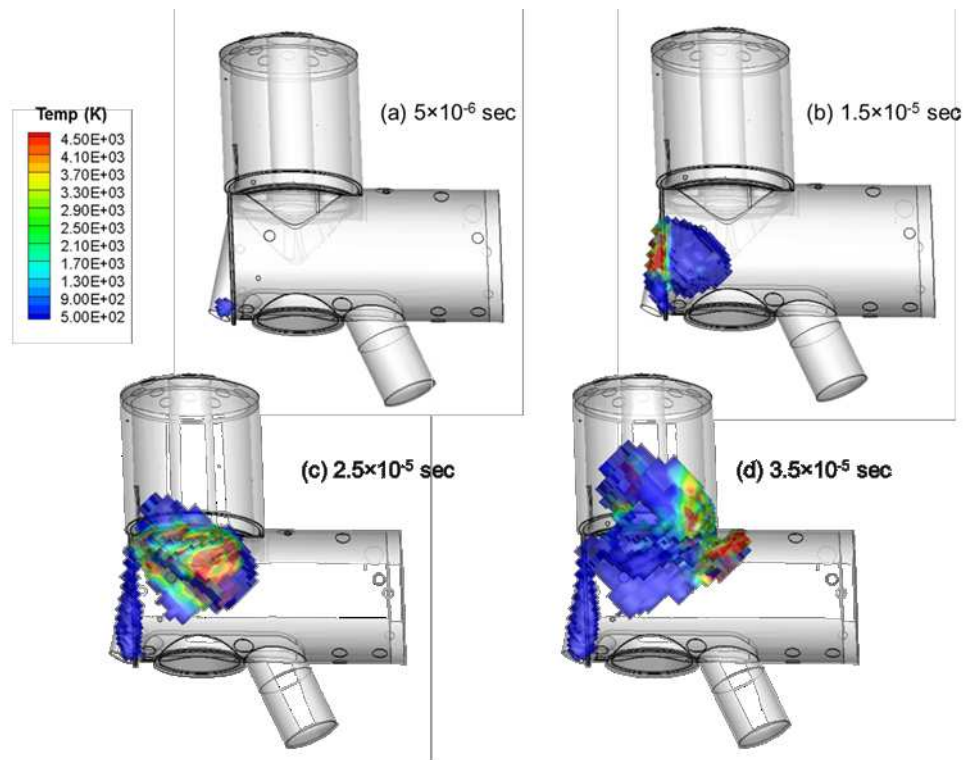 (a) 5×10⁻⁶ sec
(b) 1.5×10⁻⁵ sec
Temp (K)
4.50E+03
4.10E+03
3.70E+03
3.30E+03
2.90E+03
2.50E+03
2.10E+03
1.70E+03
1.30E+03
9.00E+02
5.00E+02
(c) 2.5×10⁻⁵ sec
(d) 3.5×10⁻⁵ sec